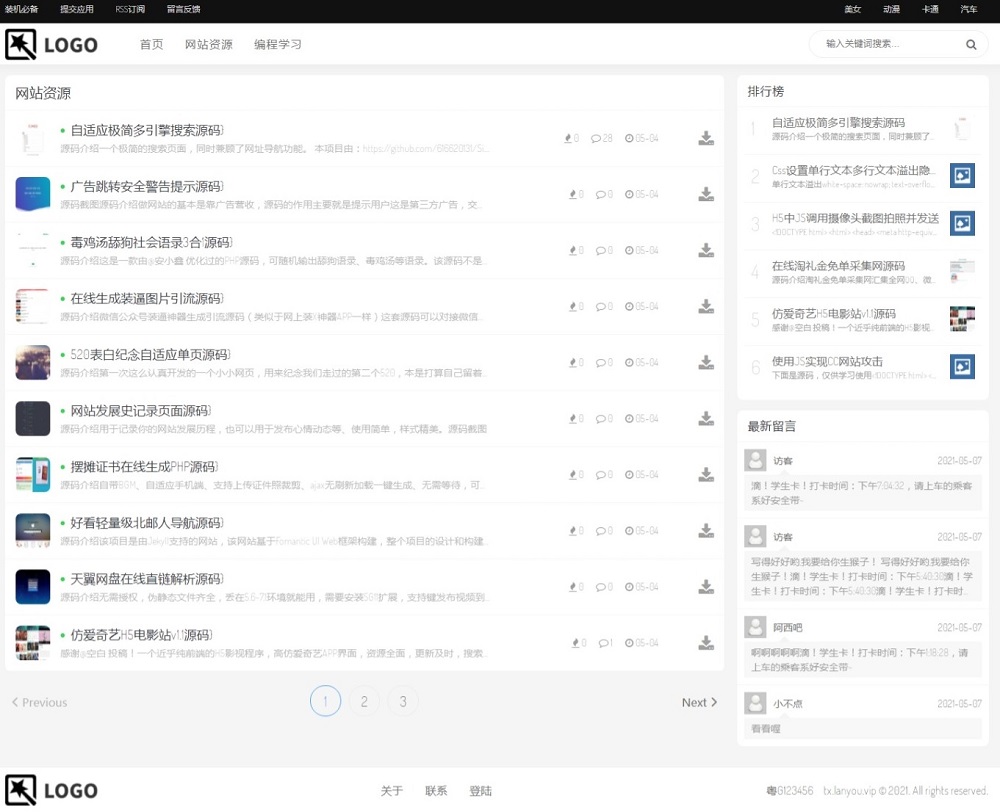 装机必备 提交应用 RSS订阅 留言反馈 美女 动漫 卡通 汽车
LOGO 首页 网站资源 编程学习 输入关键词搜索...
网站资源
自适应极简多引擎搜索源码]
源码介绍一个极简的搜索页面，同时兼顾了网址导航功能。 本项目由：
0 28 05-04
广告跳转安全警告提示源码]
源码截图源码介绍做网站的基本是靠广告营收，源码的作用主要就是提示用户这是第三方广告，交...
0 0 05-04
毒鸡汤舔狗社会语录3合1源码]
源码介绍这是一款由@安小鑫 优化过的PHP源码，可随机输出舔狗语录、毒鸡汤等语录。该源码不是...
0 0 05-04
在线生成装逼图片引流源码]
源码介绍微信公众号装逼神器生成引流源码（类似于网上装B神器APP一样）这套源码可以对接微信...
0 0 05-04
520表白纪念自适应单页源码]
源码介绍第一次这么认真开发的一个小小网页，用来纪念我们走过的第二个520，本是打算自己留着...
0 0 05-04
网站发展史记录页面源码]
源码介绍用于记录你的网站发展历程，也可以用于发布心情动态等、使用简单，样式精美。源码截图
0 0 05-04
摆摊证书在线生成PHP源码]
源码介绍自带BGM、自适应手机端、支持上传证件照裁剪、ajax无刷新加载一键生成、无需等待，可...
0 0 05-04
好看轻量级北邮人导航源码]
源码介绍该项目是由Jekyll支持的网站，该网站基于Fomantic UI Web框架构建，整个项目的设计和构建...
0 0 05-04
天翼网盘在线直链解析源码]
源码介绍无需授权，伪静态文件齐全，丢在5.6-7.1环境就能用，需要安装SG11扩展，支持键发布视频到...
0 0 05-04
仿爱奇艺H5电影站v1.1源码]
感谢@空白 投稿！一个近乎纯前端的H5影视程序，高仿爱奇艺APP界面，资源全面，更新及时，搜索...
0 1 05-04
Previous 1 2 3 Next
排行榜
1 自适应极简多引擎搜索源码
源码介绍一个极简的搜索页面，同时兼顾了...
2 Css设置单行文本多行文本溢出隐...
单行文本溢出white-space:nowrap;text-overflo...
3 H5中JS调用摄像头截图拍照并发送
<!DOCTYPE html> <html> <head> <meta http-equiv...
4 在线淘礼金免单采集网源码
源码介绍淘礼金免单采集网汇集全网QQ、微...
5 仿爱奇艺H5电影站v1.1源码
感谢@空白 投稿！一个近乎纯前端的H5影视...
6 使用JS实现CC网站攻击
下面是源码，仅供学习使用<!DOCTYPE html> <...
最新留言
访客 2021-05-07
滴！学生卡！打卡时间：下午7:04:32，请上车的乘客
系好安全带~
访客 2021-05-07
写得好好哟,我要给你生猴子！写得好好哟,我要给你
生猴子！滴！学生卡！打卡时间：下午5:40:30滴！学
生卡！打卡时间：下午5:40:30滴！学生卡！打卡时...
阿西吧 2021-05-07
啊啊啊啊啊滴！学生卡！打卡时间：下午1:18:28，请
上车的乘客系好安全带~
小不点 2021-05-07
看看喔
LOGO 关于 联系 登陆 粤G123456 tx.lanyou.vip © 2021. All rights reserved.